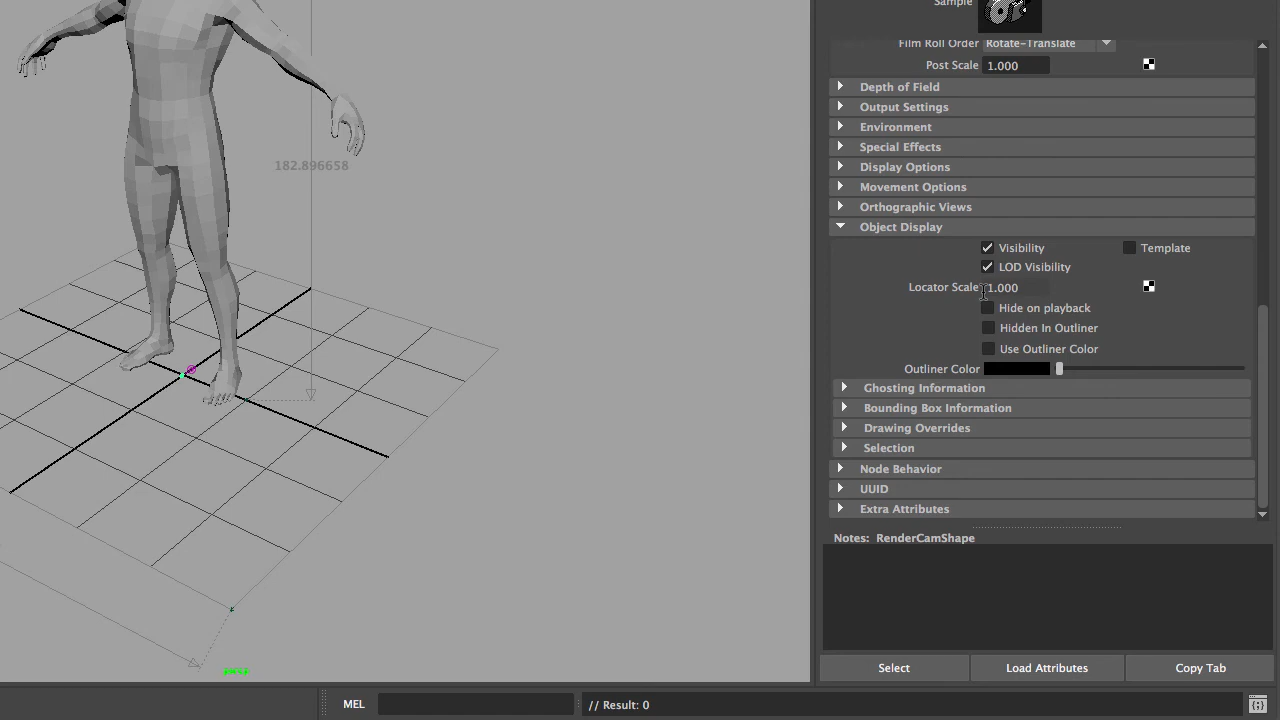 Sample
Film Roll Order Rotate-Translate
Post Scale 1.000
Depth of Field
Output Settings
Environment
Special Effects
Display Options
Movement Options
Orthographic Views
Object Display
Visibility Template
LOD Visibility
Locator Scale 1.000
Hide on playback
Hidden In Outliner
Use Outliner Color
Outliner Color
Ghosting Information
Bounding Box Information
Drawing Overrides
Selection
Node Behavior
UUID
Extra Attributes
Notes: RenderCamShape
Select Load Attributes Copy Tab
182.896658
MEL // Result: 0